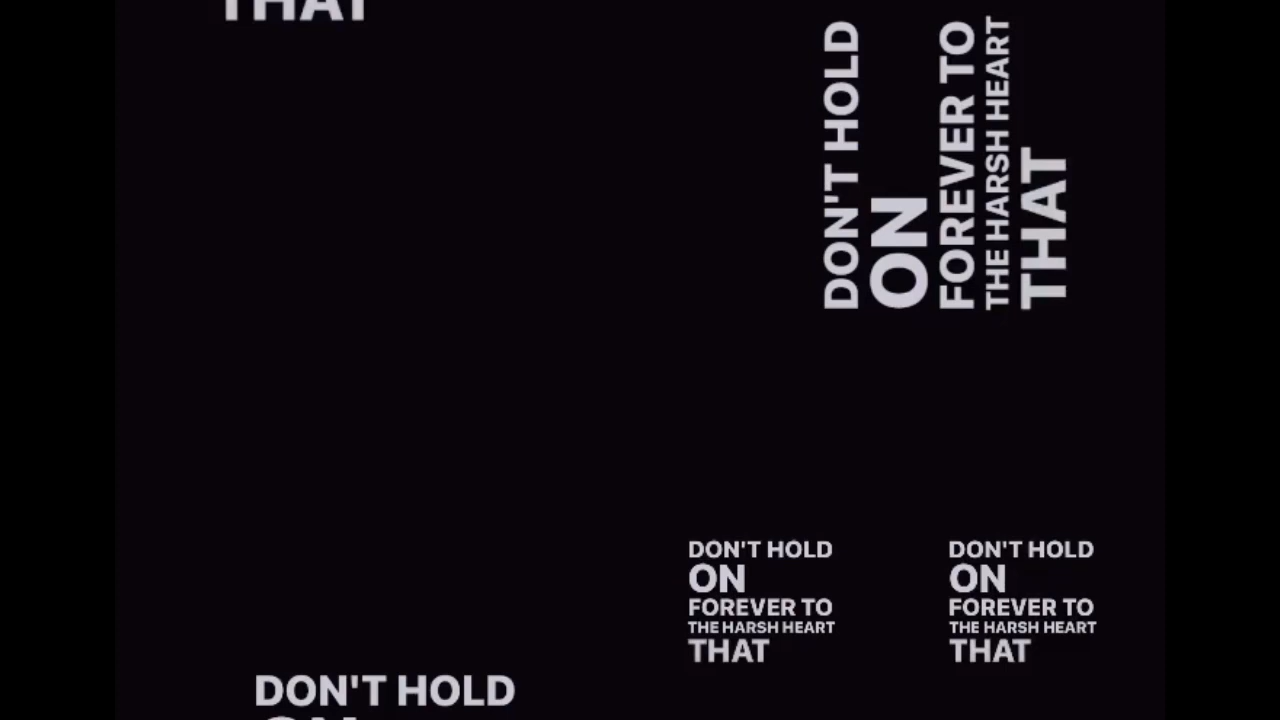 THAT
DON'T HOLD
ON
FOREVER TO
THE HARSH HEART
THAT
DON'T HOLD
ON
FOREVER TO
THE HARSH HEART
THAT
DON'T HOLD
ON
FOREVER TO
THE HARSH HEART
THAT
DON'T HOLD
ON